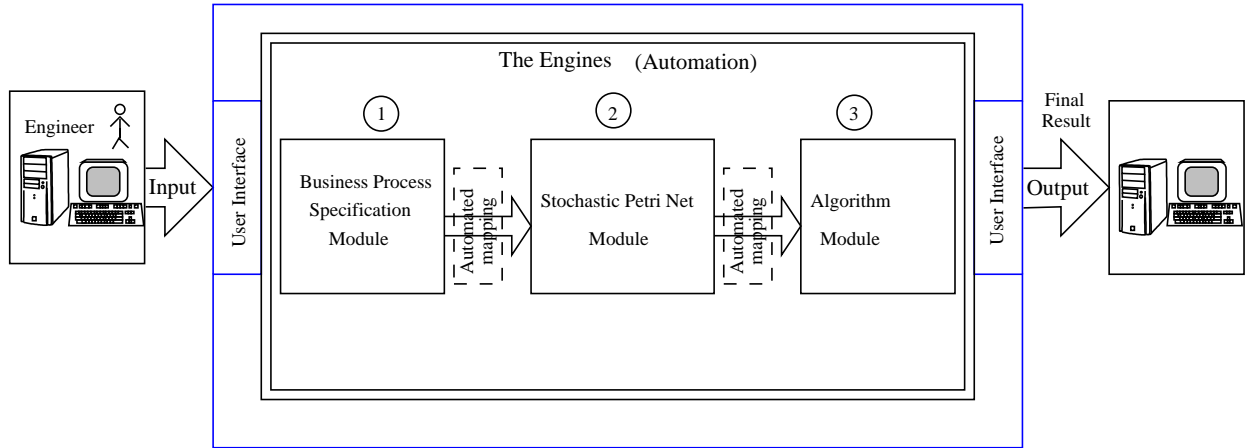 The Engines (Automation)
Engineer
Input
User Interface
1
Business Process
Specification
Module
Automated
mapping
2
Stochastic Petri Net
Module
Automated
mapping
3
Algorithm
Module
User Interface
Final
Result
Output